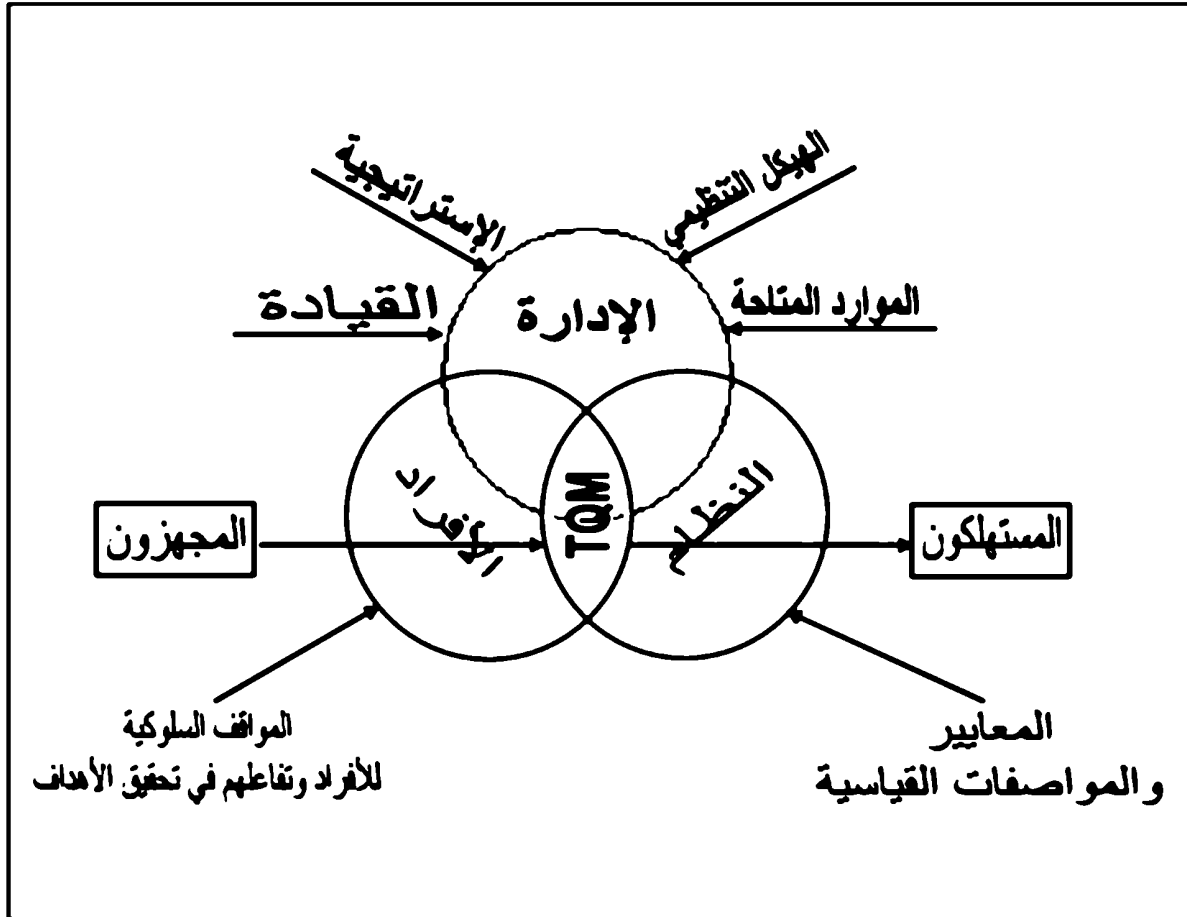 الهيكل التنظيمي
الإستراتيجية
الموارد المتاحة
القيادة
الإدارة
TQM
النظام
الأفراد
المستهلكون
المجهزون
المعايير
والمواصفات القياسية
المواقف السلوكية
للأفراد وتفاعلهم في تحقيق الأهداف